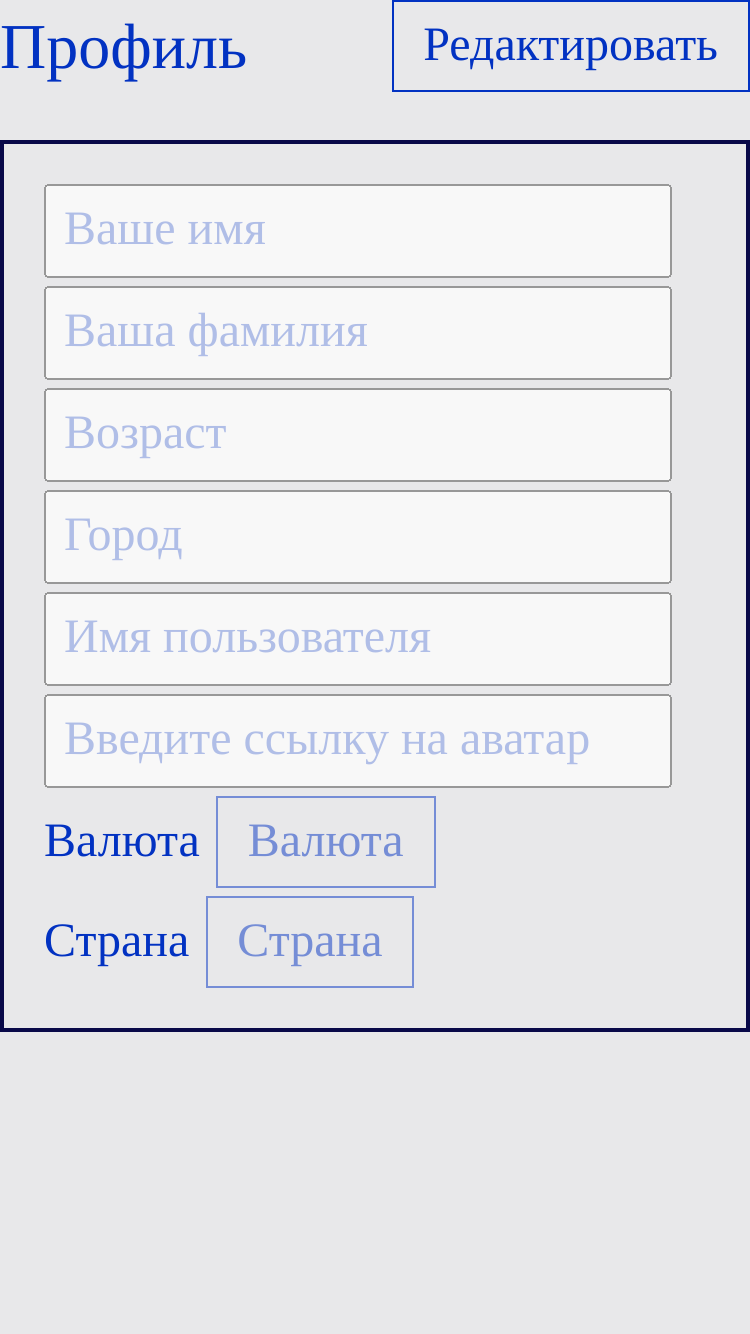 Профиль
Редактировать
Ваше имя
Ваша фамилия
Возраст
Город
Имя пользователя
Введите ссылку на аватар
Валюта Валюта
Страна Страна